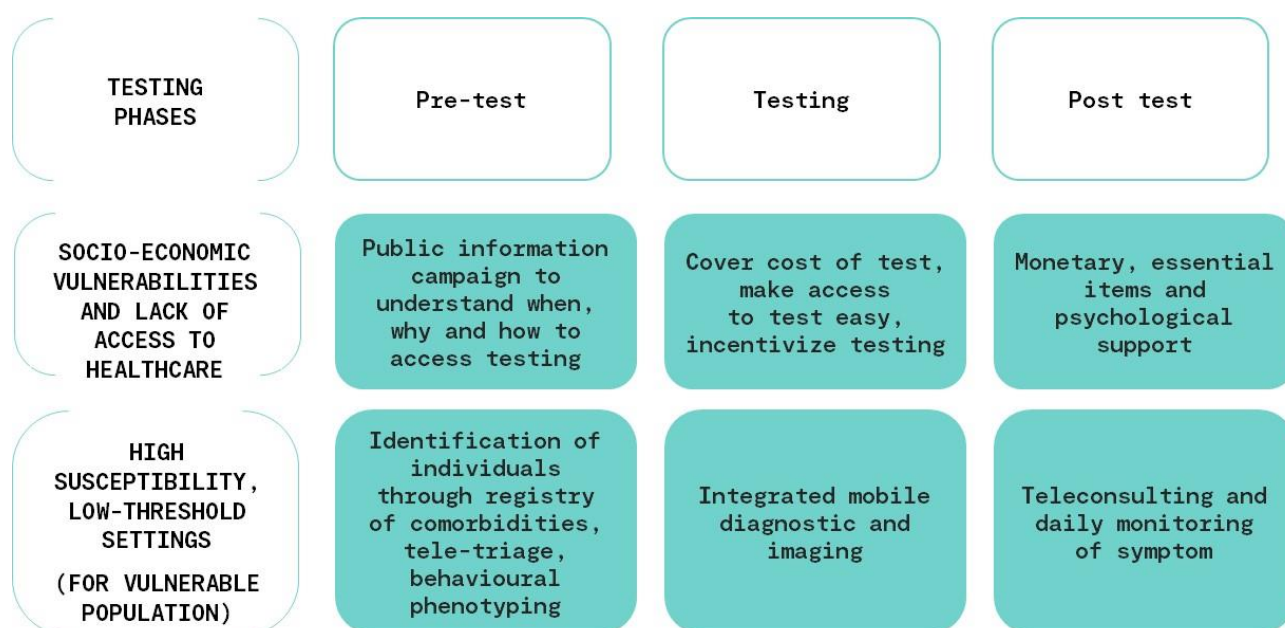 TESTING
PHASES
Pre-test
Testing
Post test
SOCIO-ECONOMIC
VULNERABILITIES
AND LACK OF
ACCESS TO
HEALTHCARE
Public information
campaign to
understand when,
why and how to
access testing
Cover cost of test,
make access
to test easy,
incentivize testing
Monetary, essential
items and
psychological
support
HIGH
SUSCEPTIBILITY,
LOW-THRESHOLD
SETTINGS
(FOR VULNERABLE
POPULATION)
Identification of
individuals
through registry
of comorbidities,
tele-triage,
behavioural
phenotyping
Integrated mobile
diagnostic and
imaging
Teleconsulting and
daily monitoring
of symptom